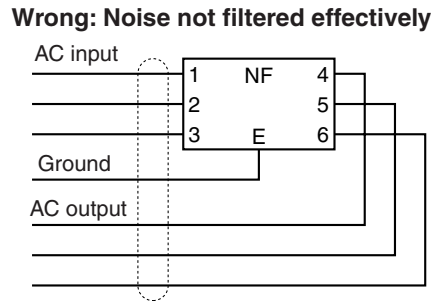 Wrong: Noise not filtered effectively
AC input
1 NF 4
2 5
3 E 6
Ground
AC output